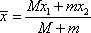 x̄ = (Mx₁ + mx₂) / (M + m)